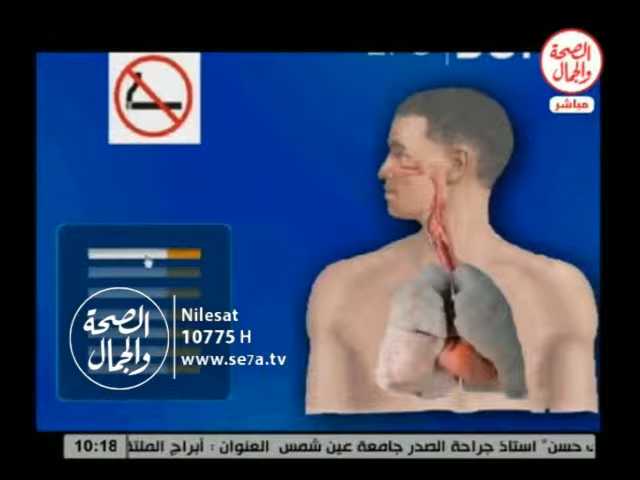 الصحة
والجمال
مباشر
الصحة
والجمال
Nilesat
10775 H
www.se7a.tv
10:18
حسن" استاذ جراحة الصدر جامعة عين شمس العنوان : أبراج